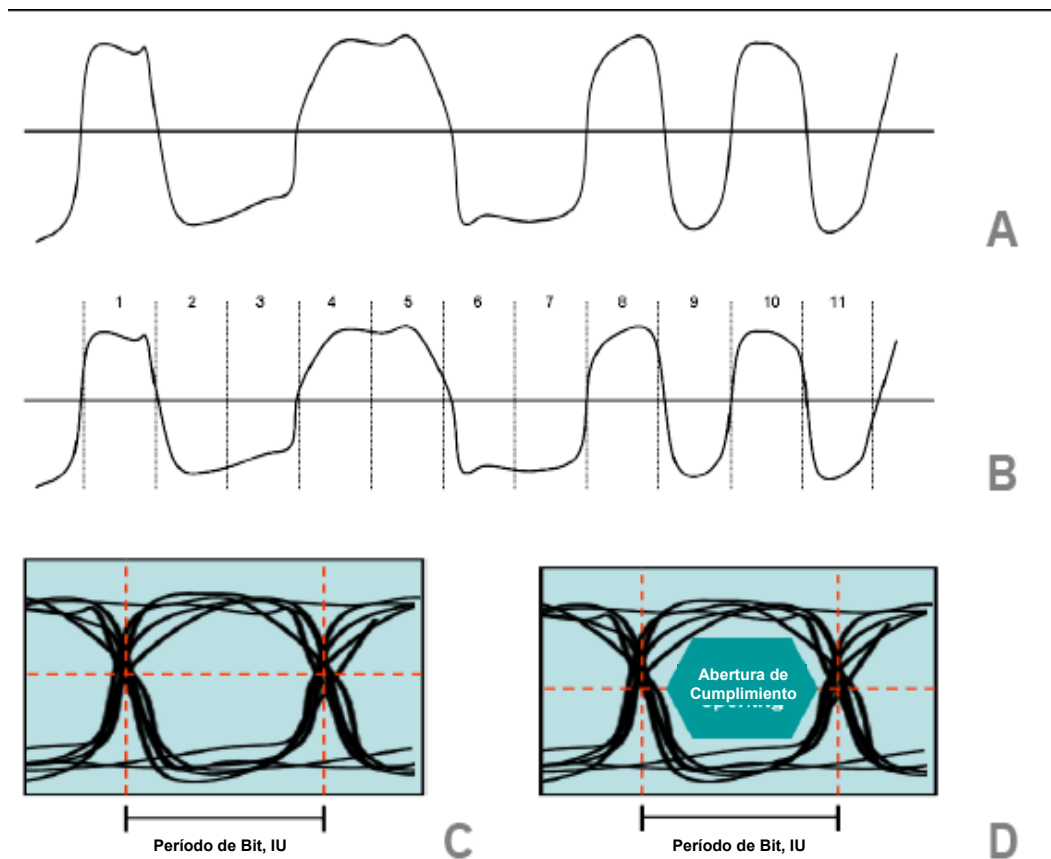 A
1 2 3 4 5 6 7 8 9 10 11
B
Abertura de
Cumplimiento
Período de Bit, IU
C
Período de Bit, IU
D